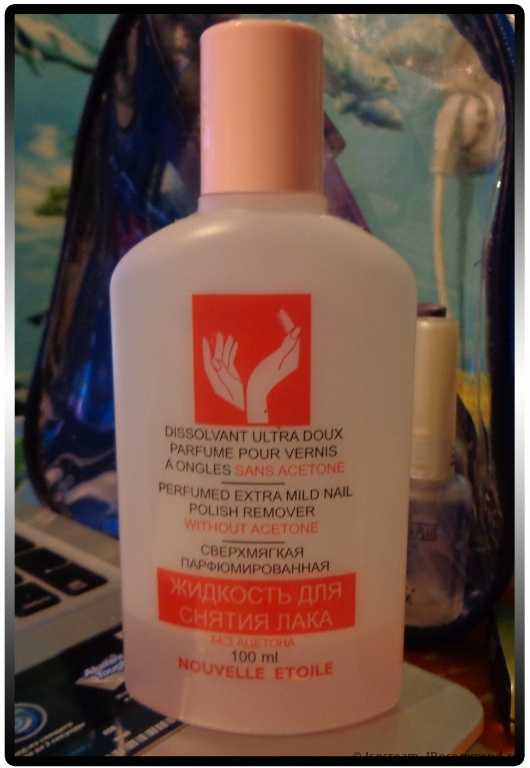 DISSOLVANT ULTRA DOUX
PARFUME POUR VERNIS
À ONGLES SANS ACETONE
PERFUMED EXTRA MILD NAIL
POLISH REMOVER
WITHOUT ACETONE
СВЕРХМЯГКАЯ
ПАРФЮМИРОВАННАЯ
ЖИДКОСТЬ ДЛЯ
СНЯТИЯ ЛАКА
БЕЗ АЦЕТОНА
100 ml
NOUVELLE ETOILE